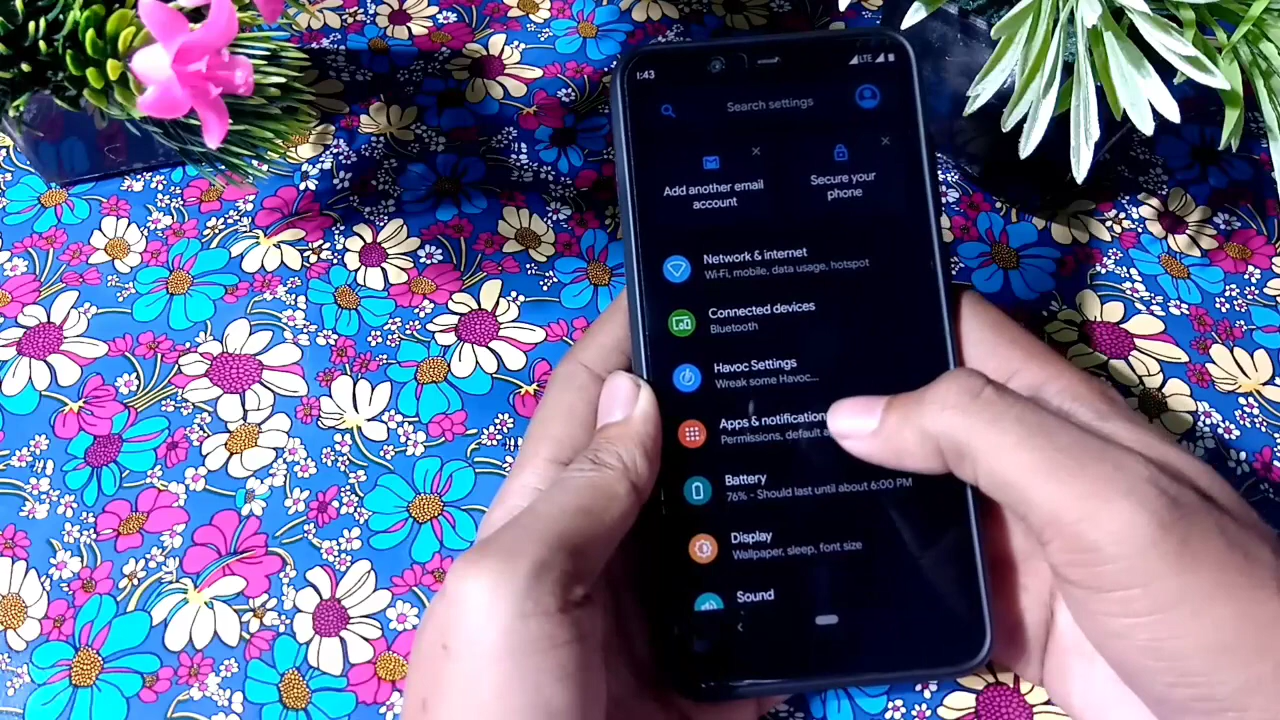 1:43
LTE
Search settings
Add another email
account
Secure your
phone
Network & internet
Wi-Fi, mobile, data usage, hotspot
Connected devices
Bluetooth
Havoc Settings
Wreak some Havoc...
Apps & notification
Permissions, default a
Battery
76% - Should last until about 6:00 PM
Display
Wallpaper, sleep, font size
Sound